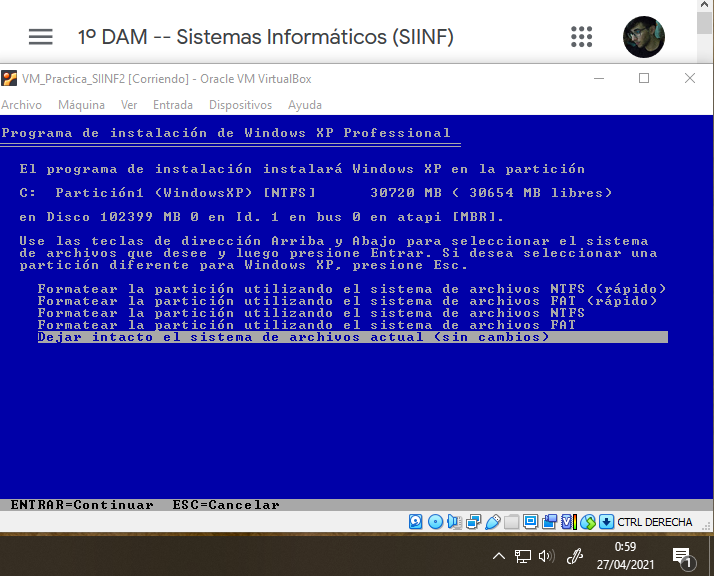 1º DAM -- Sistemas Informáticos (SIINF)
VM_Practica_SIINF2 [Corriendo] - Oracle VM VirtualBox
Archivo Máquina Ver Entrada Dispositivos Ayuda
Programa de instalación de Windows XP Professional
El programa de instalación instalará Windows XP en la partición
C: Partición1 (WindowsXP) [NTFS] 30720 MB ( 30654 MB libres)
en Disco 102399 MB 0 en Id. 1 en bus 0 en atapi [MBR].
Use las teclas de dirección Arriba y Abajo para seleccionar el sistema
de archivos que desee y luego presione Entrar. Si desea seleccionar una
partición diferente para Windows XP, presione Esc.
Formatear la partición utilizando el sistema de archivos NTFS (rápido)
Formatear la partición utilizando el sistema de archivos FAT (rápido)
Formatear la partición utilizando el sistema de archivos NTFS
Formatear la partición utilizando el sistema de archivos FAT
Dejar intacto el sistema de archivos actual (sin cambios)
ENTRAR=Continuar ESC=Cancelar
CTRL DERECHA
0:59
27/04/2021
1